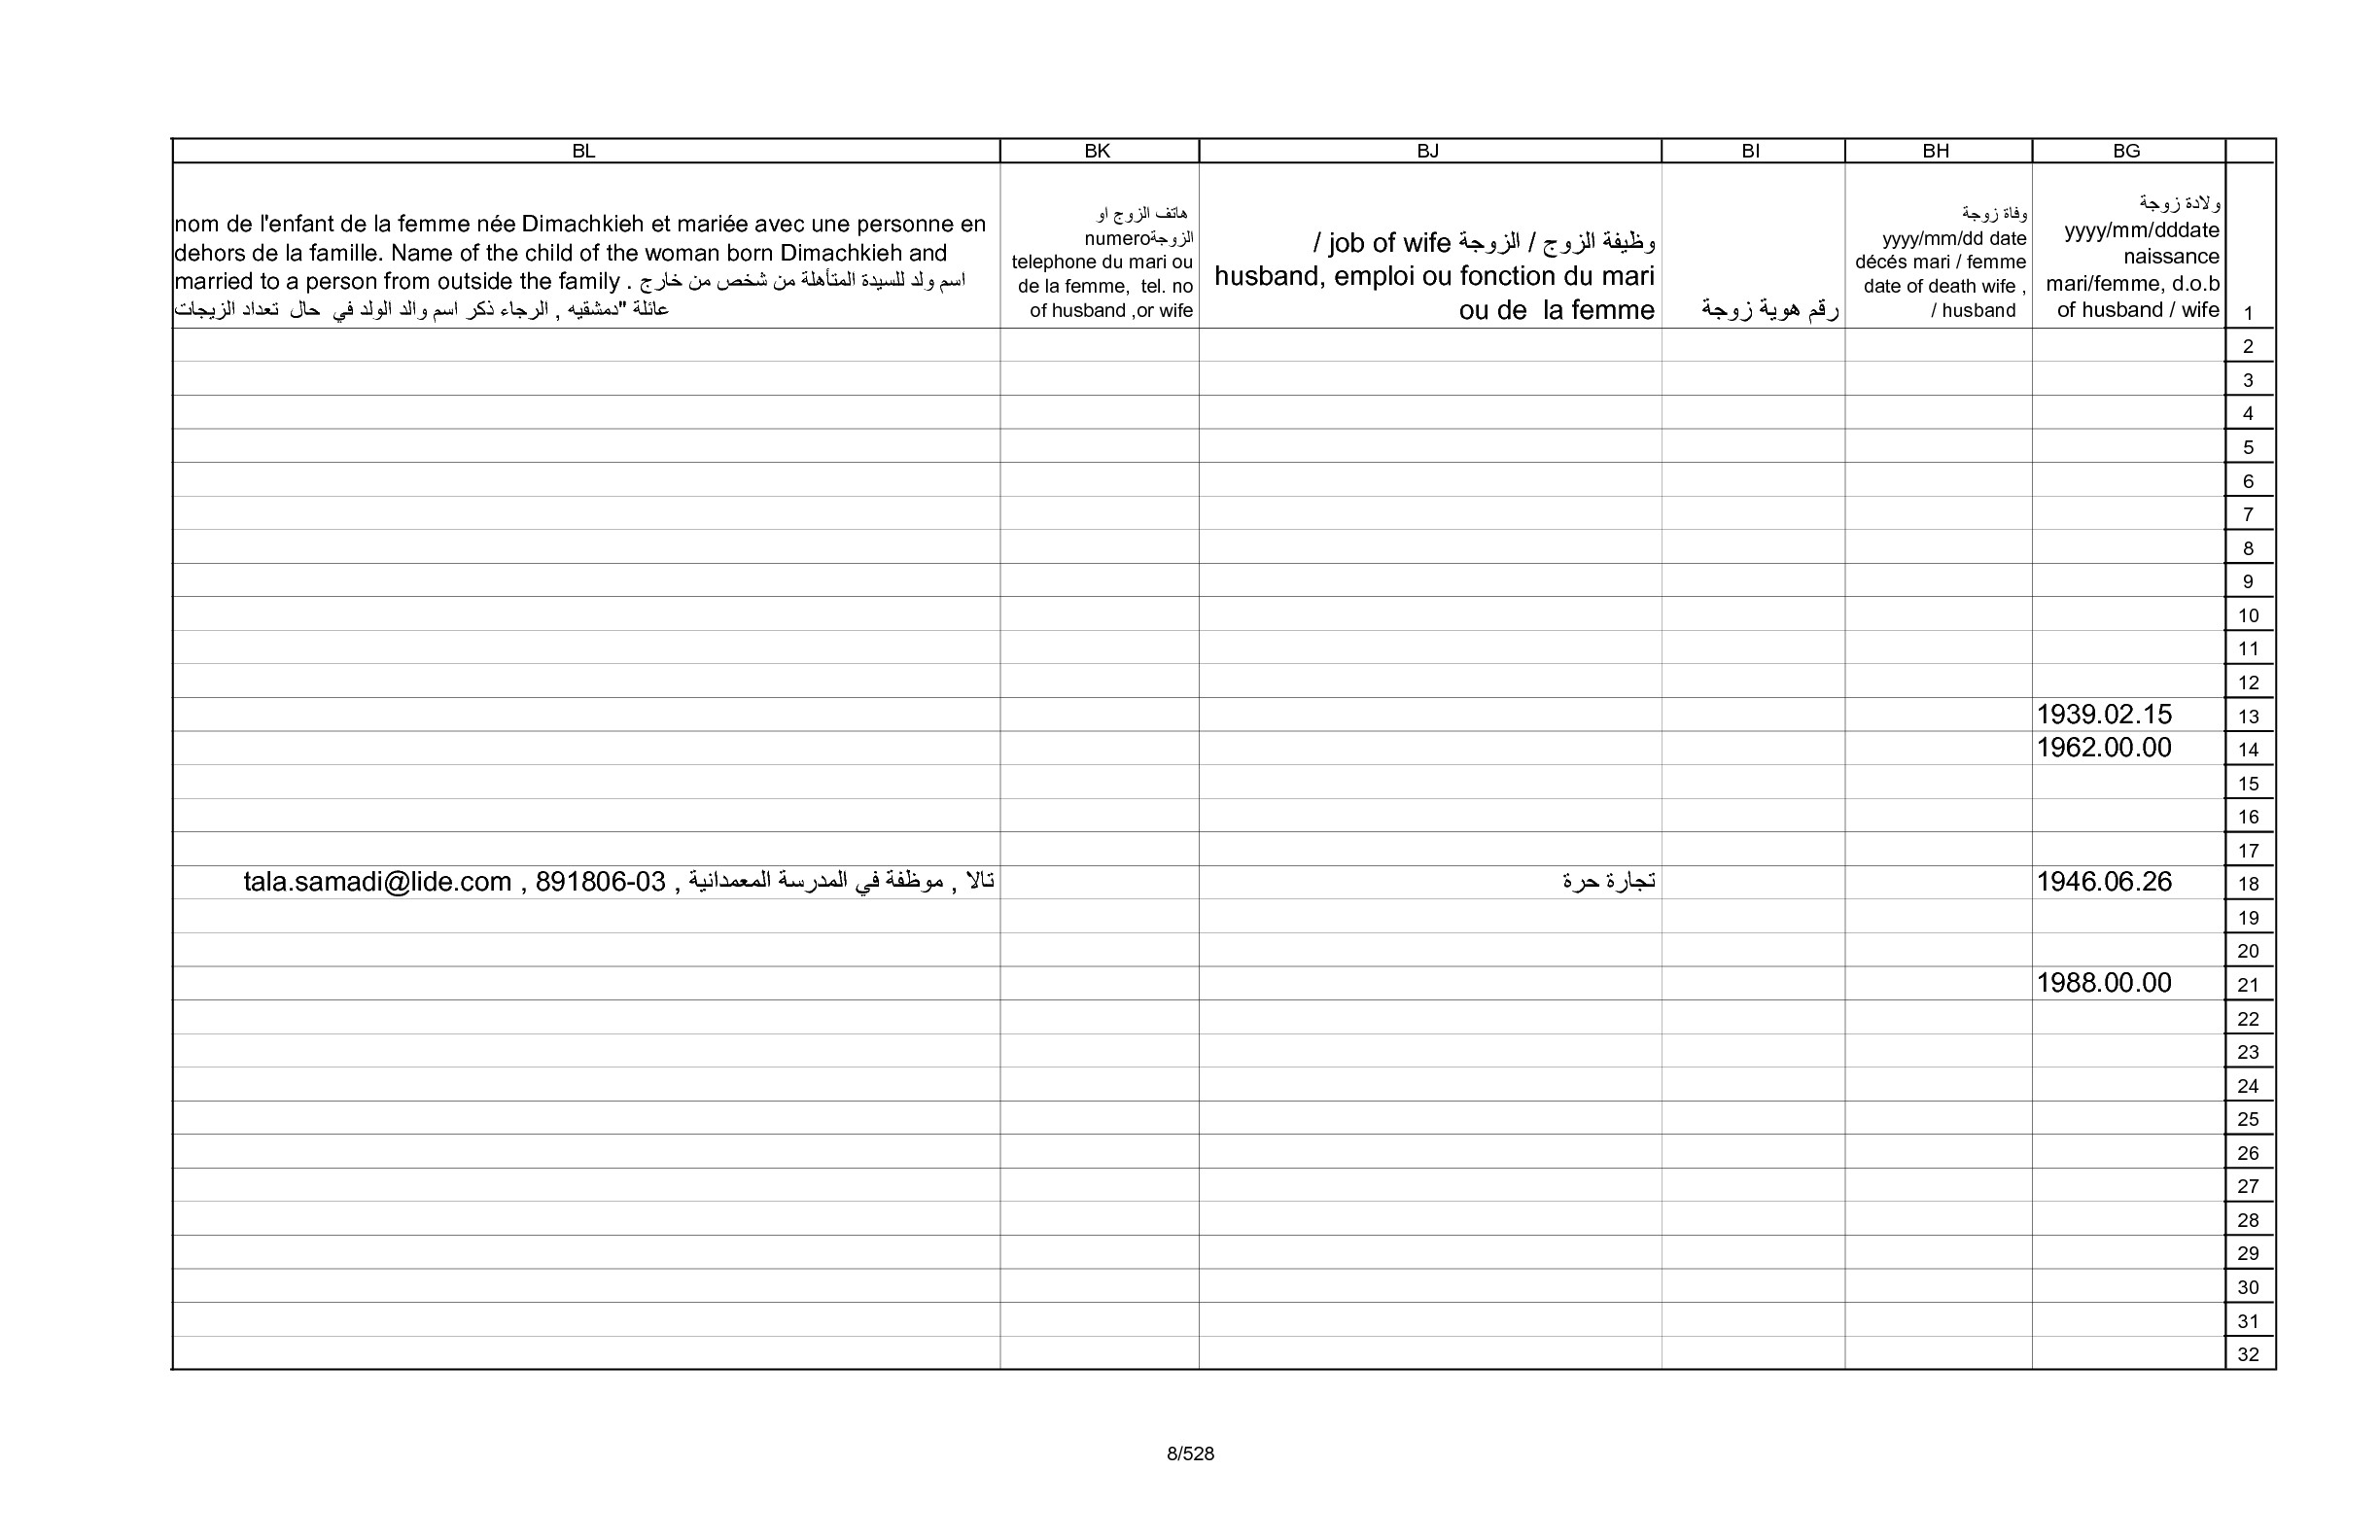 BL BK BJ BI BH BG
nom de l'enfant de la femme née Dimachkieh et mariée avec une personne en
dehors de la famille. Name of the child of the woman born Dimachkieh and
married to a person from outside the family . اسم ولد للسيدة المتأهلة من شخص من خارج
عائلة "دمشقيه , الرجاء ذكر اسم والد الولد في حال تعداد الزيجات
هاتف الزوج او
الزوجةnumero
telephone du mari ou
de la femme, tel. no
of husband ,or wife
وظيفة الزوج / الزوجة job of wife /
husband, emploi ou fonction du mari
ou de la femme
رقم هوية زوجة
وفاة زوجة
yyyy/mm/dd date
décés mari / femme
date of death wife ,
/ husband
ولادة زوجة
yyyy/mm/dddate
naissance
mari/femme, d.o.b
of husband / wife
1
2
3
4
5
6
7
8
9
10
11
12
1939.02.15 13
1962.00.00 14
15
16
17
تالا , موظفة في المدرسة المعمدانية , 03-891806 , tala.samadi@lide.com تجارة حرة 1946.06.26 18
19
20
1988.00.00 21
22
23
24
25
26
27
28
29
30
31
32
8/528